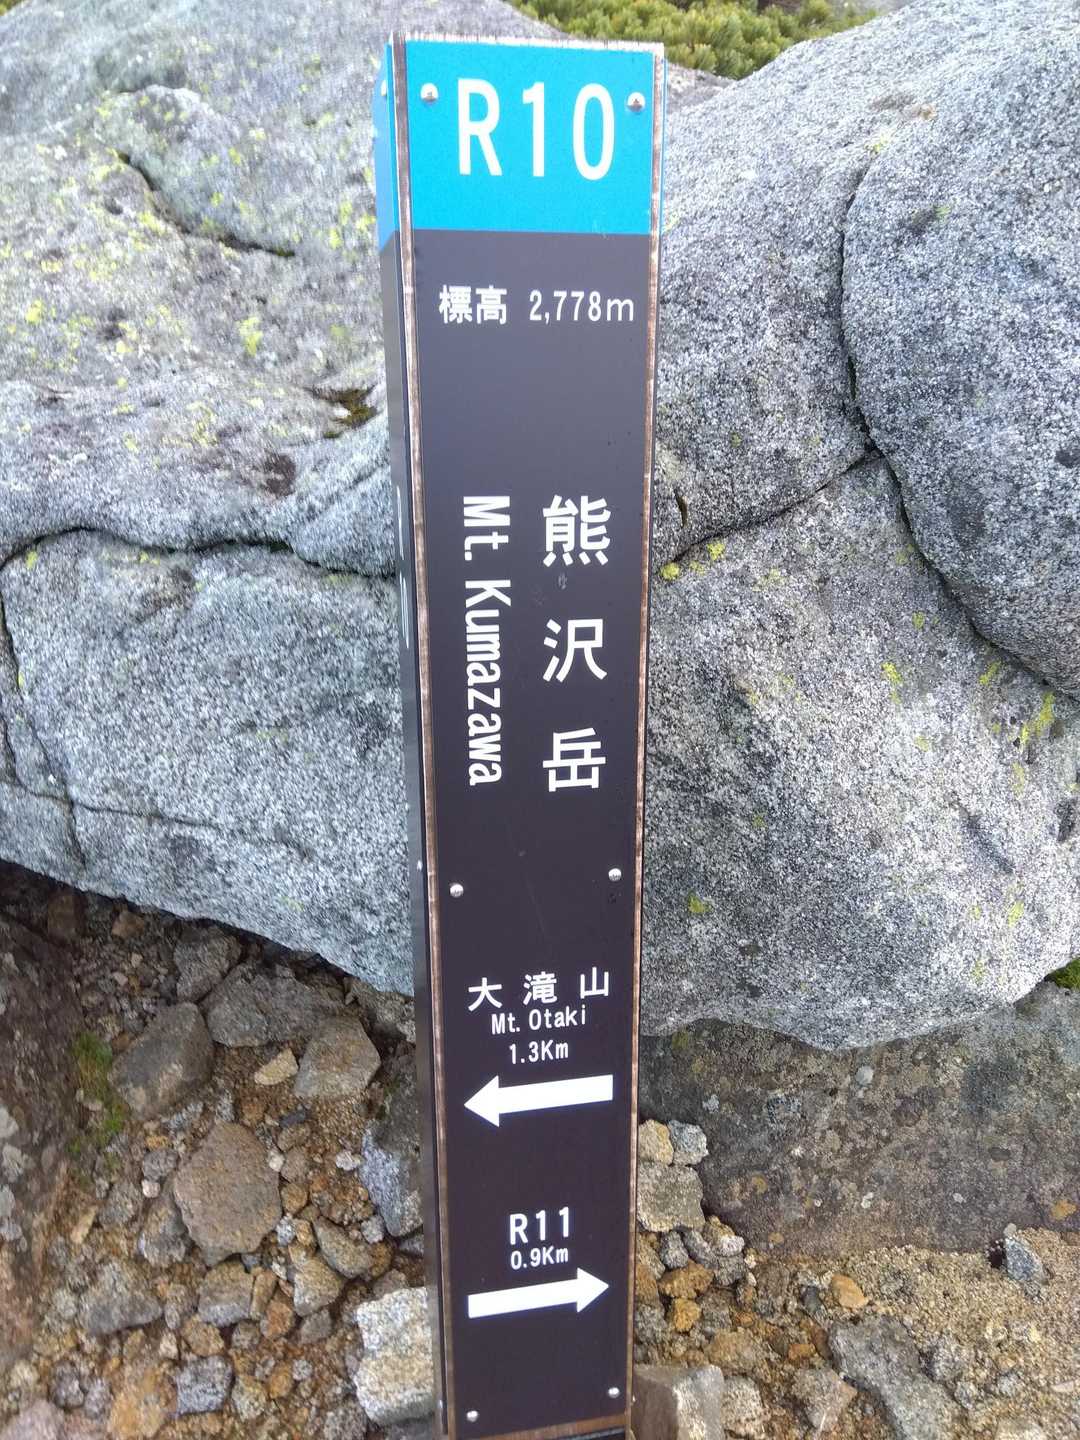 R10
標高 2,778m
熊沢岳
Mt. Kumazawa
大滝山
Mt. Otaki
1.3Km
R11
0.9Km